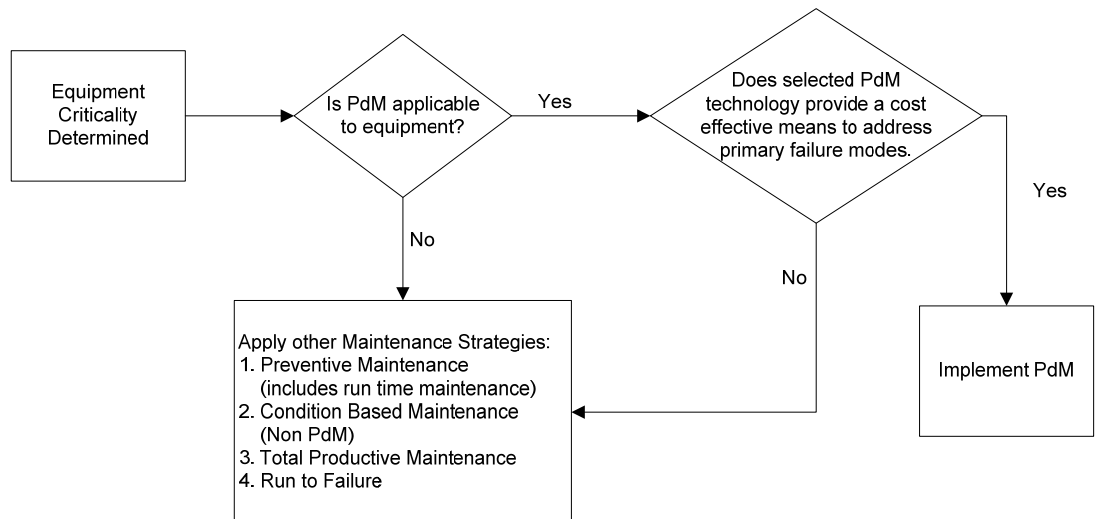 Equipment
Criticality
Determined
Is PdM applicable
to equipment?
Yes
Does selected PdM
technology provide a cost
effective means to address
primary failure modes.
Yes
No
No
Apply other Maintenance Strategies:
1. Preventive Maintenance
(includes run time maintenance)
2. Condition Based Maintenance
(Non PdM)
3. Total Productive Maintenance
4. Run to Failure
Implement PdM